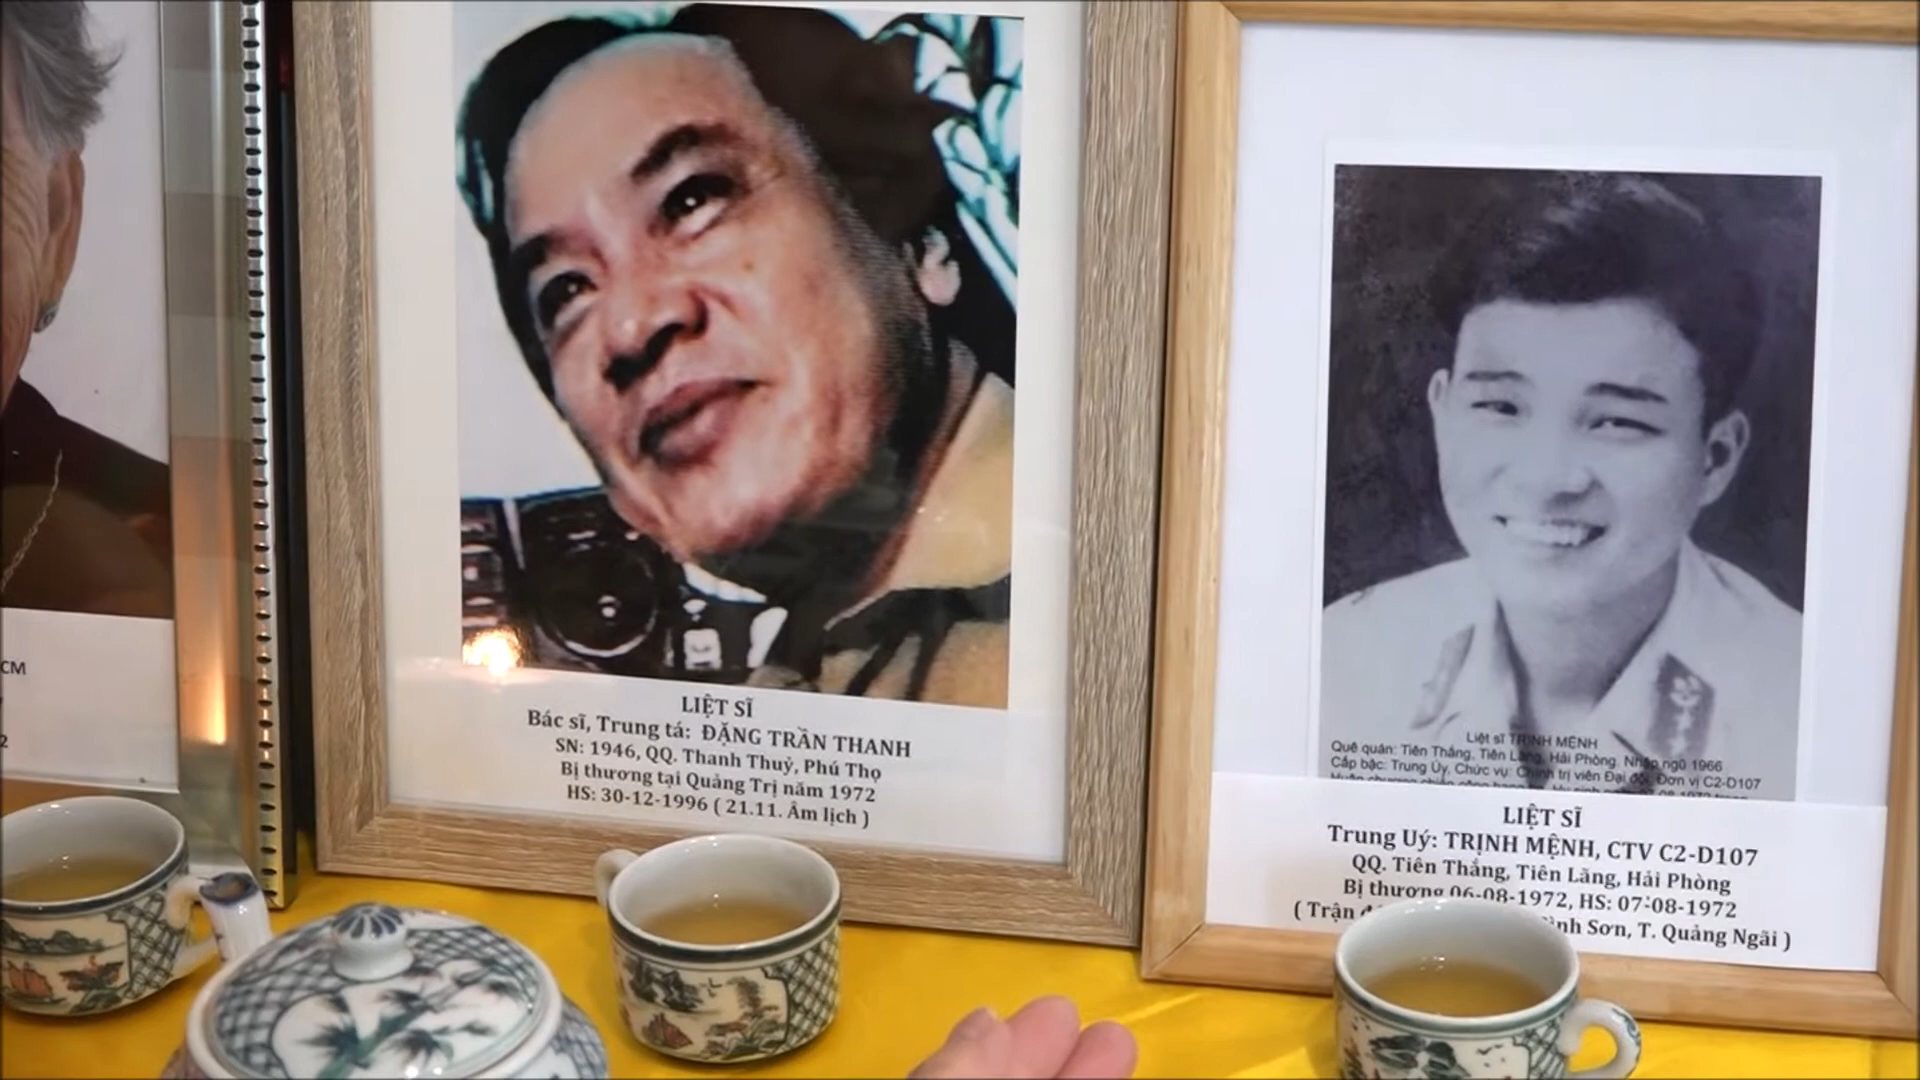 CM
2
LIỆT SĨ
Bác sĩ, Trung tá: ĐẶNG TRẦN THANH
SN: 1946, QQ. Thanh Thuỷ, Phú Thọ
Bị thương tại Quảng Trị năm 1972
HS: 30-12-1996 ( 21.11. Âm lịch )
Liệt sĩ TRỊNH MỆNH
Quê quán: Tiên Thắng, Tiên Lãng, Hải Phòng. Nhập ngũ 1966
Cấp bậc: Trung Úy, Chức vụ: Chính trị viên Đại đội, Đơn vị C2-D107
LIỆT SĨ
Trung Uý: TRỊNH MỆNH, CTV C2-D107
QQ. Tiên Thắng, Tiên Lãng, Hải Phòng
Bị thương 06-08-1972, HS: 07-08-1972
( Trận Sơn, T. Quảng Ngãi )